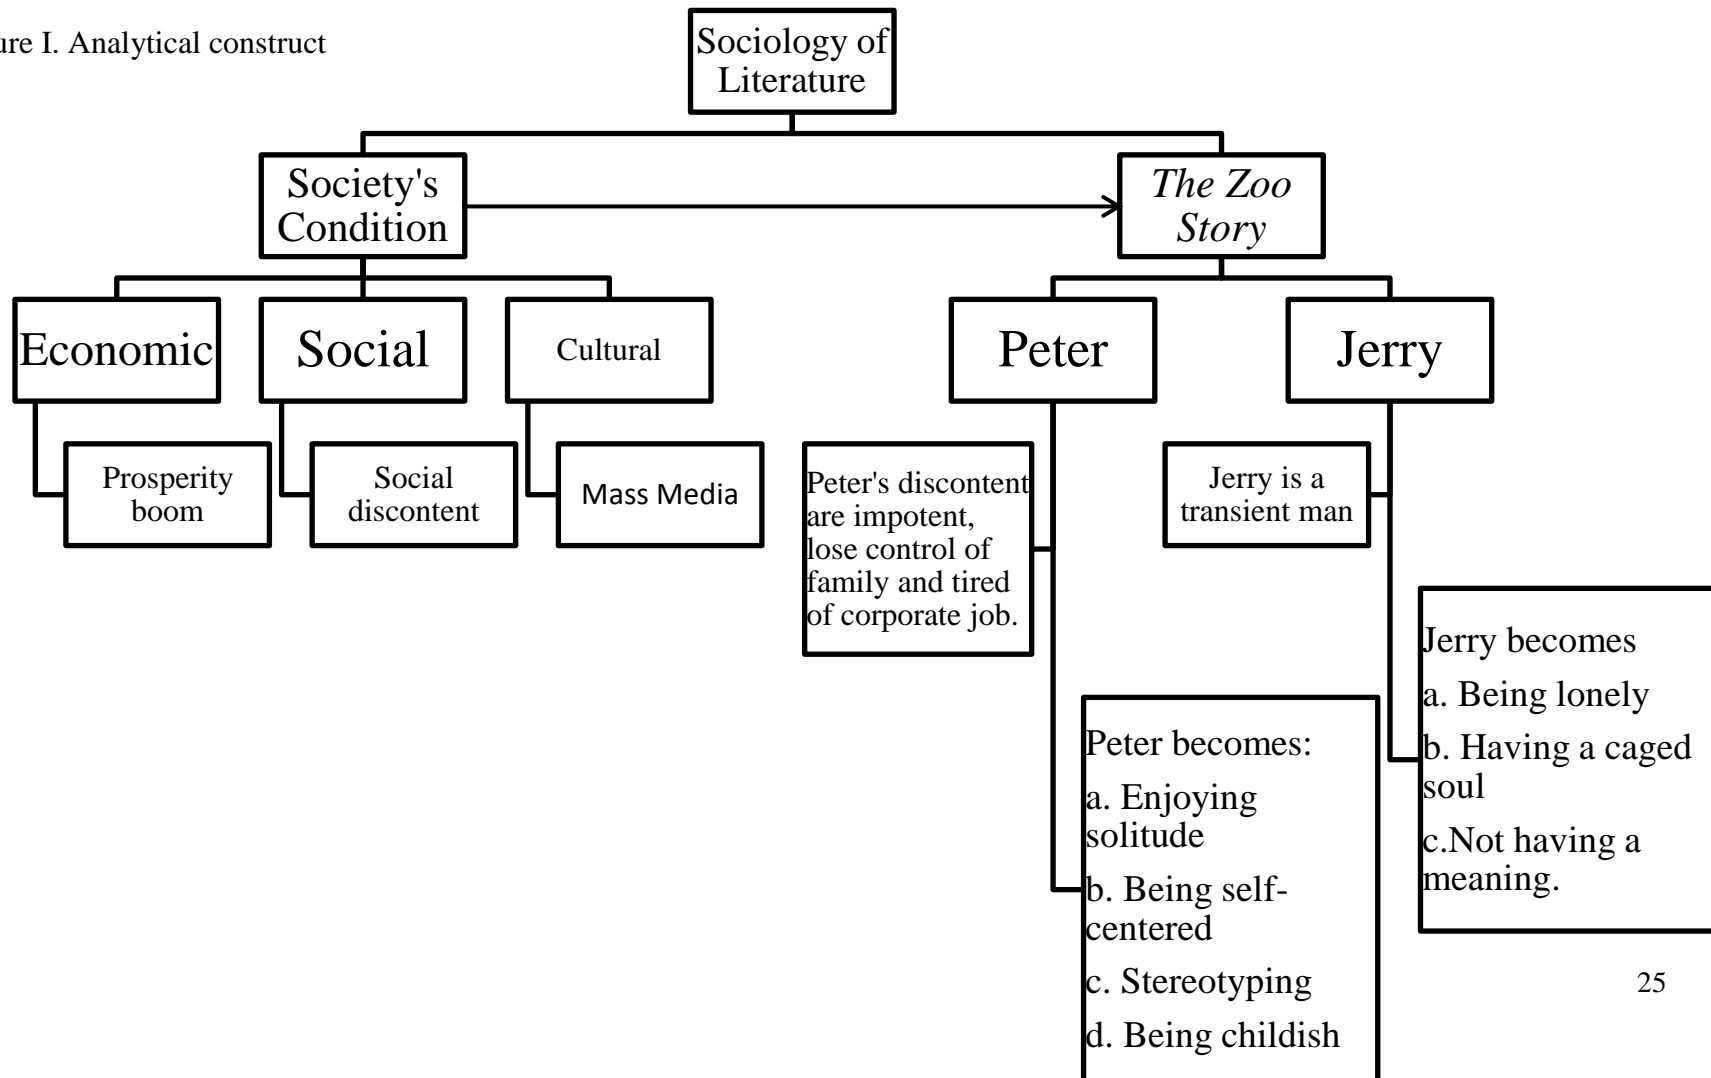 ure I. Analytical construct
Sociology of
Literature
Society's
Condition
The Zoo
Story
Economic
Social
Cultural
Peter
Jerry
Prosperity
boom
Social
discontent
Mass Media
Peter's discontent
are impotent,
lose control of
family and tired
of corporate job.
Jerry is a
transient man
Peter becomes:
a. Enjoying
solitude
b. Being self-
centered
c. Stereotyping
d. Being childish
Jerry becomes
a. Being lonely
b. Having a caged
soul
c.Not having a
meaning.
25